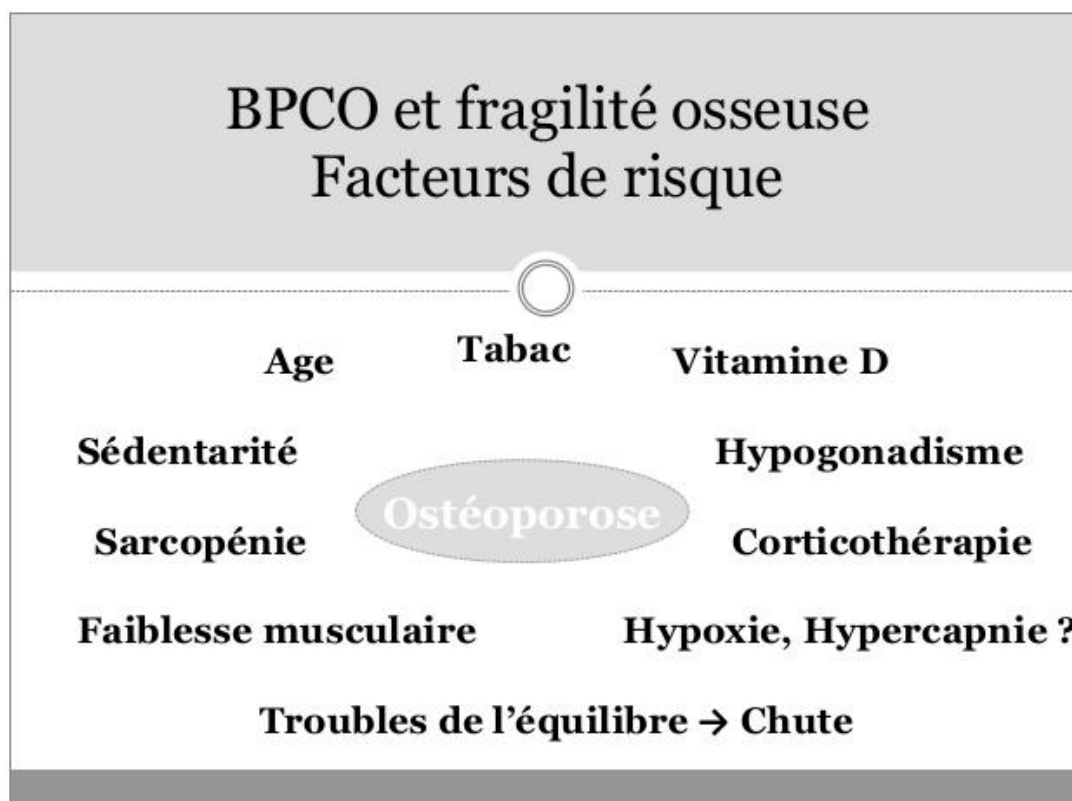 BPCO et fragilité osseuse
Facteurs de risque
Age
Tabac
Vitamine D
Sédentarité
Hypogonadisme
Ostéoporose
Sarcopénie
Corticothérapie
Faiblesse musculaire
Hypoxie, Hypercapnie ?
Troubles de l’équilibre → Chute